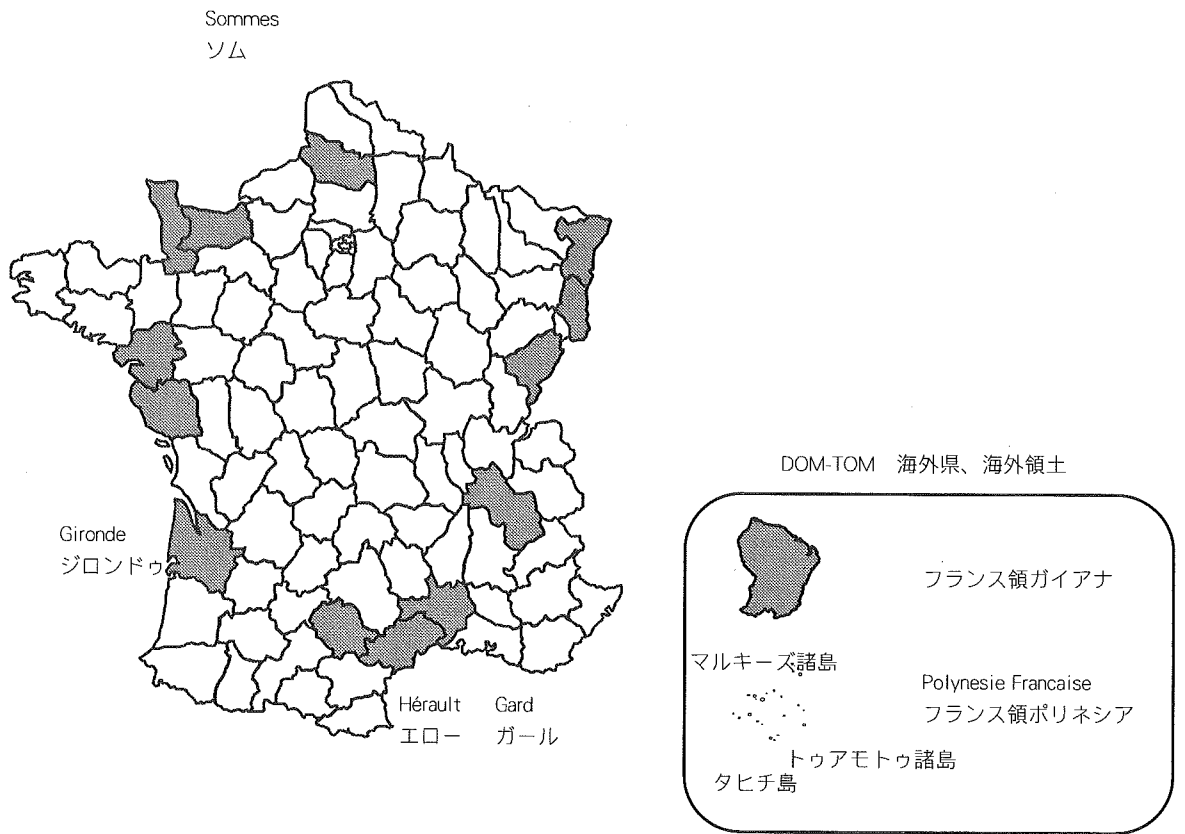 Sommes
ソム
DOM-TOM 海外県、海外領土
Gironde
ジロンドゥ
フランス領ガイアナ
マルキーズ諸島
Polynesie Francaise
フランス領ポリネシア
トゥアモトゥ諸島
タヒチ島
Hérault Gard
エロー ガール